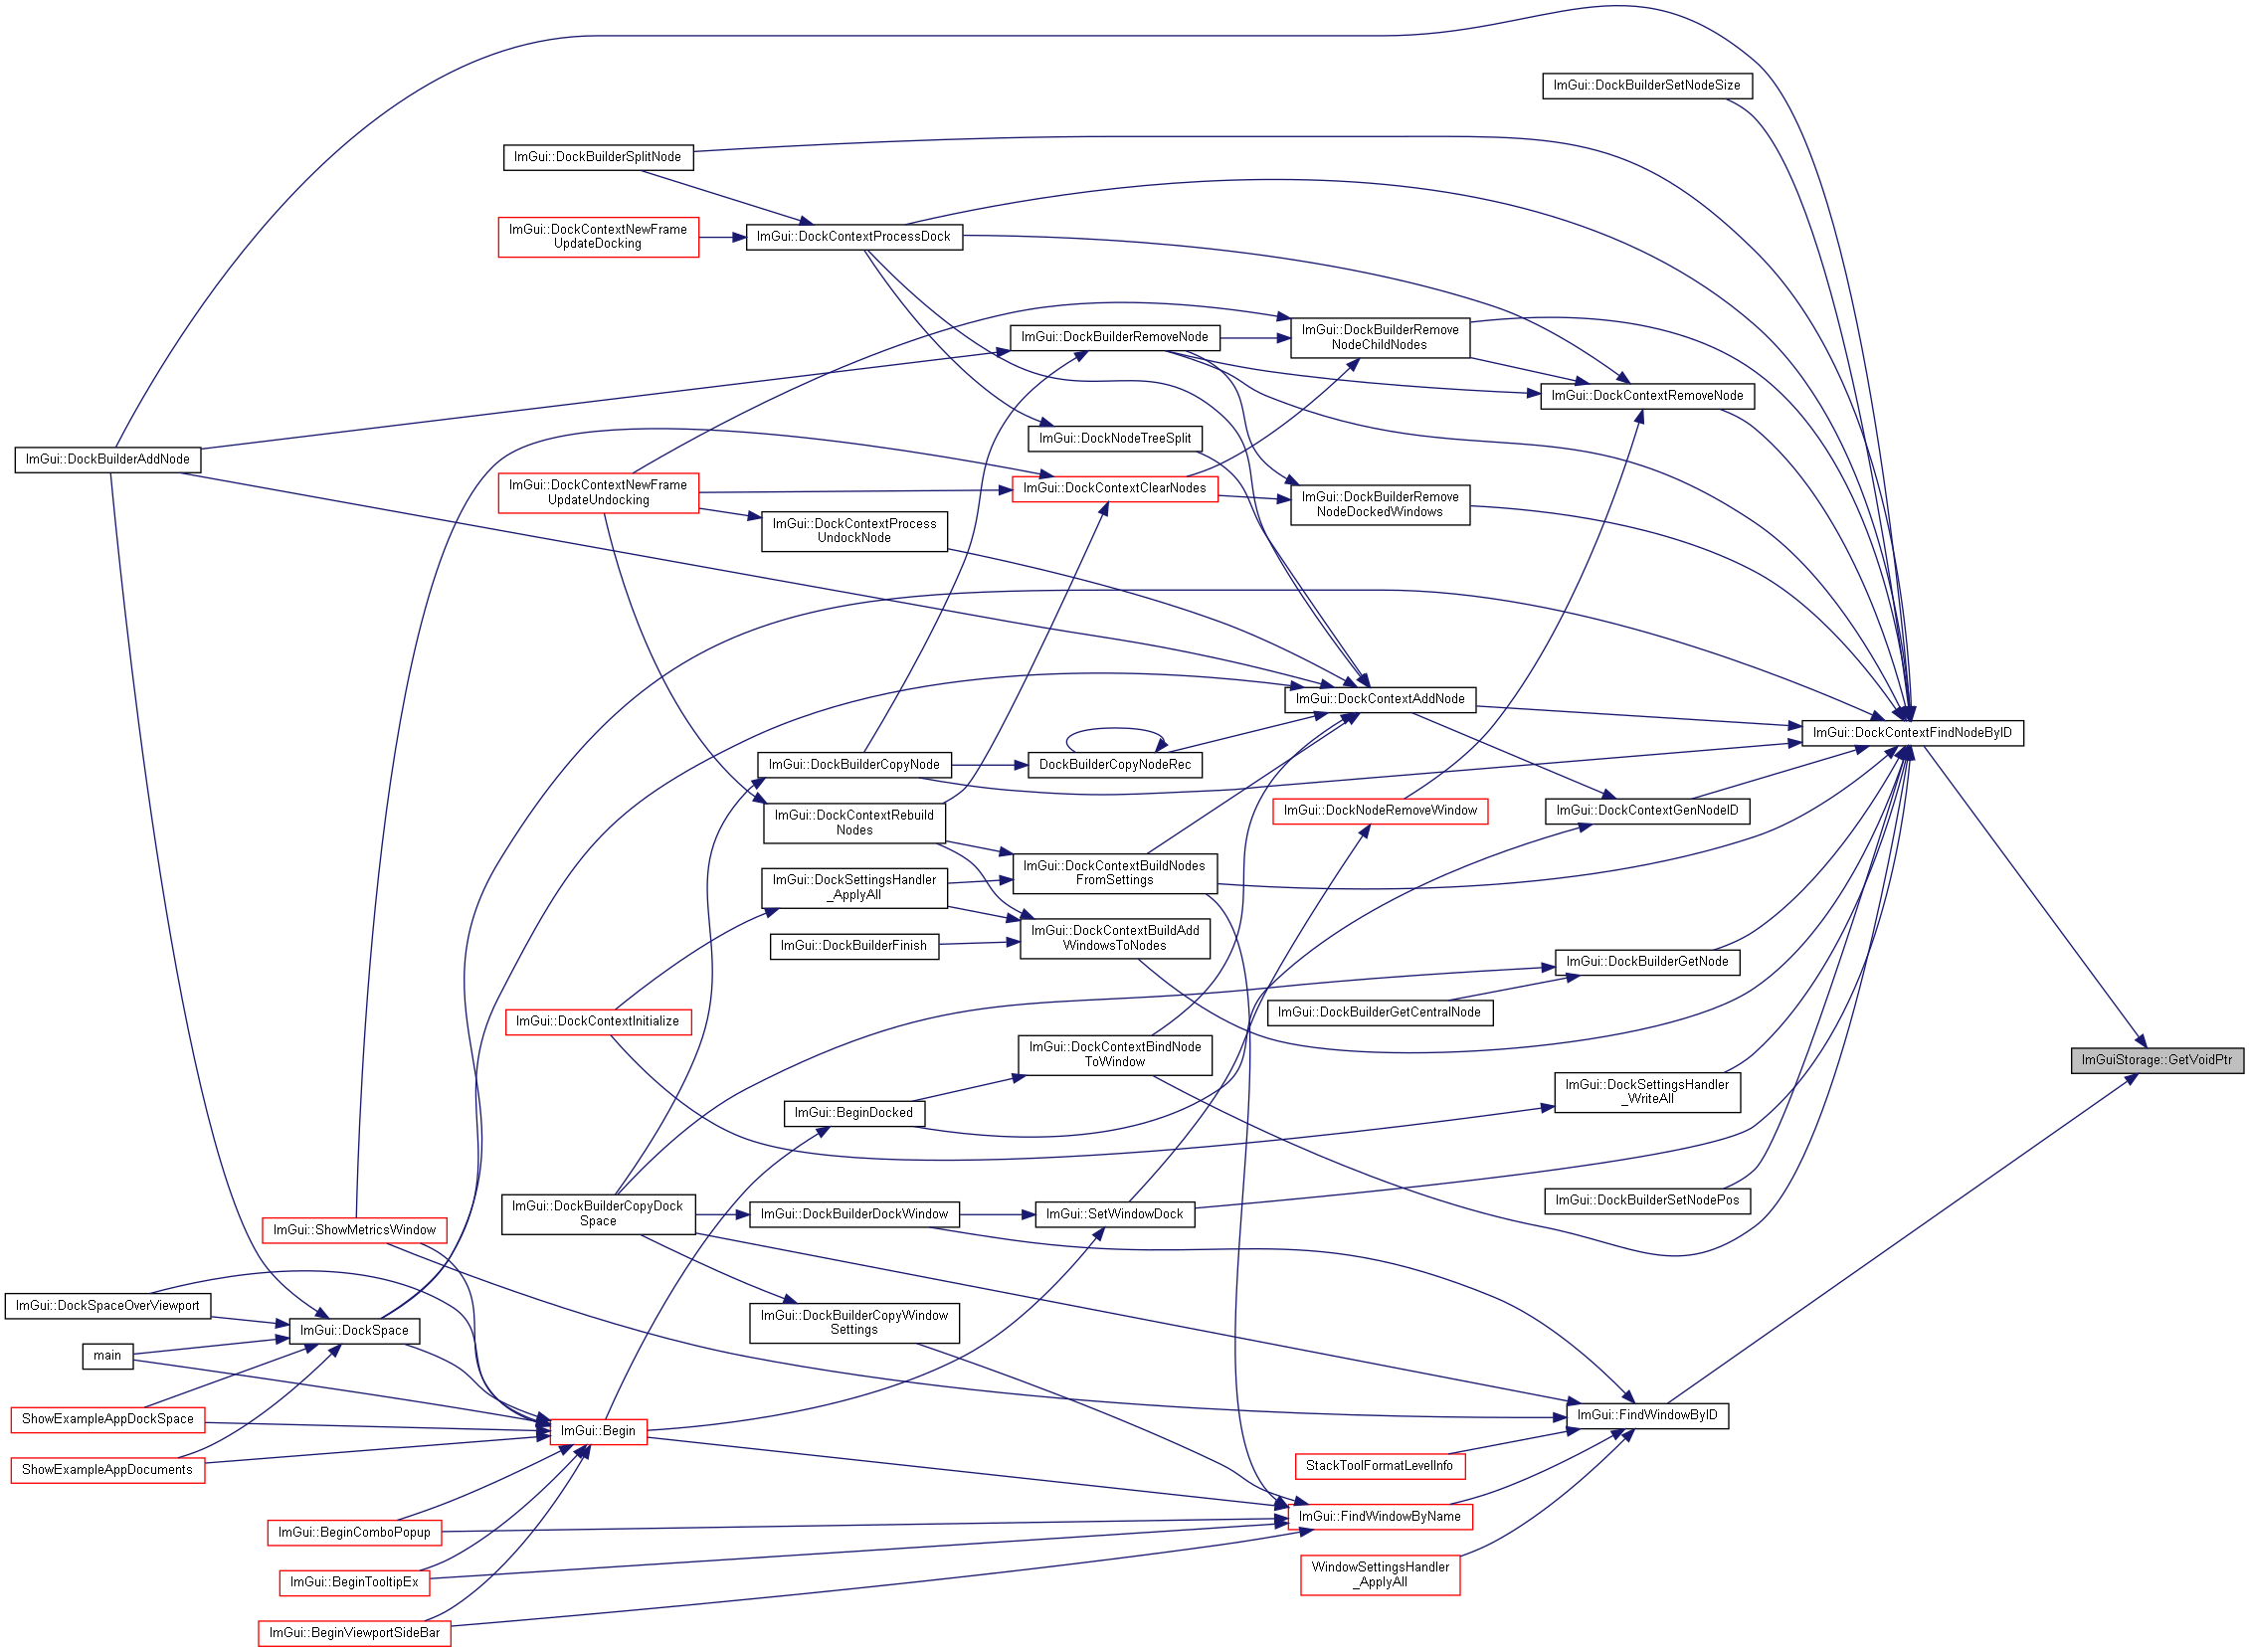 ImGui::DockBuilderSetNodeSize
ImGui::DockBuilderSplitNode
ImGui::DockContextNewFrame
UpdateDocking
ImGui::DockContextProcessDock
ImGui::DockBuilderRemoveNode
ImGui::DockBuilderRemove
NodeChildNodes
ImGui::DockContextRemoveNode
ImGui::DockNodeTreeSplit
ImGui::DockBuilderAddNode
ImGui::DockContextNewFrame
UpdateUndocking
ImGui::DockContextClearNodes
ImGui::DockBuilderRemove
NodeDockedWindows
ImGui::DockContextProcess
UndockNode
ImGui::DockContextAddNode
ImGui::DockContextFindNodeByID
ImGui::DockBuilderCopyNode
DockBuilderCopyNodeRec
ImGui::DockContextRebuild
Nodes
ImGui::DockNodeRemoveWindow
ImGui::DockContextGenNodeID
ImGui::DockSettingsHandler
_ApplyAll
ImGui::DockContextBuildNodes
FromSettings
ImGui::DockBuilderFinish
ImGui::DockContextBuildAdd
WindowsToNodes
ImGui::DockBuilderGetNode
ImGui::DockContextInitialize
ImGui::DockBuilderGetCentralNode
ImGui::DockContextBindNode
ToWindow
ImGuiStorage::GetVoidPtr
ImGui::BeginDocked
ImGui::DockSettingsHandler
_WriteAll
ImGui::DockBuilderCopyDock
Space
ImGui::DockBuilderDockWindow
ImGui::SetWindowDock
ImGui::DockBuilderSetNodePos
ImGui::ShowMetricsWindow
ImGui::DockSpaceOverViewport
ImGui::DockSpace
ImGui::DockBuilderCopyWindow
Settings
main
ShowExampleAppDockSpace
ImGui::Begin
ImGui::FindWindowByID
ShowExampleAppDocuments
StackToolFormatLevelInfo
ImGui::BeginComboPopup
ImGui::FindWindowByName
ImGui::BeginTooltipEx
WindowSettingsHandler
_ApplyAll
ImGui::BeginViewportSideBar